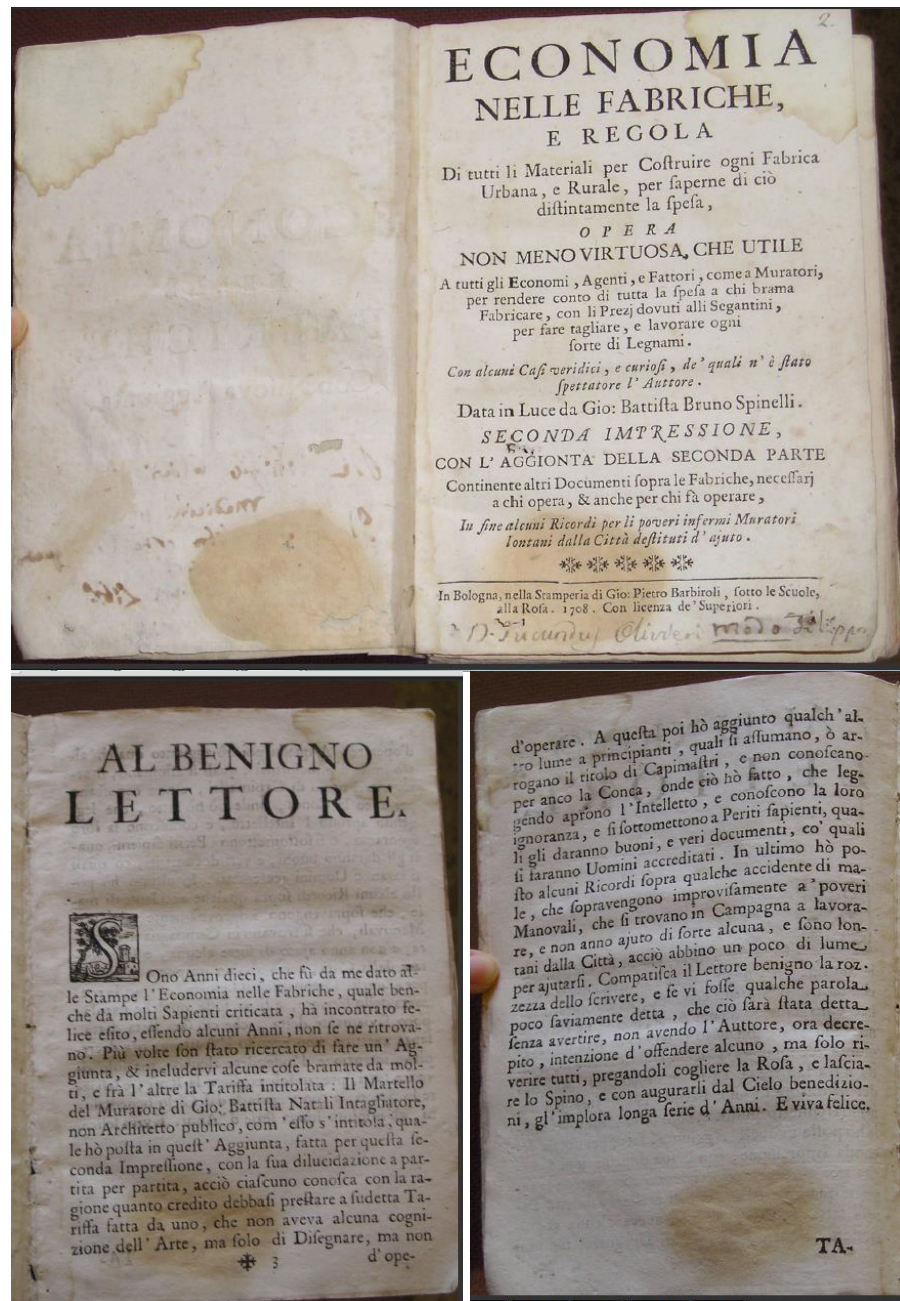 2.
ECONOMIA
NELLE FABRICHE,
E REGOLA
Di tutti li Materiali per Coſtruire ogni Fabrica
Urbana, e Rurale, per ſaperne di ciò
diſtintamente la ſpeſa,
OPERA
NON MENO VIRTUOSA, CHE UTILE
A tutti gli Economi, Agenti, e Fattori, come a Muratori,
per rendere conto di tutta la ſpeſa a chi brama
Fabricare, con li Prezj dovuti alli Segantini,
per fare tagliare, e lavorare ogni
ſorte di Legnami.
Con alcuni Caſi veridici, e curioſi, de' quali n' è ſtato
ſpettatore l' Auttore.
Data in Luce da Gio: Battiſta Bruno Spinelli.
SECONDA IMPRESSIONE,
CON L' AGGIONTA DELLA SECONDA PARTE
Continente altri Documenti ſopra le Fabriche, neceſſarj
a chi opera, & anche per chi fà operare,
In fine alcuni Ricordi per li poveri infermi Muratori
lontani dalla Città deſtituti d' ajuto.
In Bologna, nella Stamperia di Gio: Pietro Barbiroli, ſotto le Scuole,
alla Roſa. 1708. Con licenza de' Superiori.
Olivieri modo
AL BENIGNO
LETTORE.
SOno Anni dieci, che fù da me dato al-
le Stampe l'Economia nelle Fabriche, quale ben-
che da molti Sapienti criticata, hà incontrato fe-
lice eſito, eſſendo alcuni Anni, non ſe ne ritrova-
no. Più volte ſon ſtato ricercato di fare un' Ag-
giunta, & includervi alcune coſe bramate da mol-
ti, e frà l'altre la Tariffa intitolata: Il Martello
del Muratore di Gio: Battiſta Natali Intagliatore,
non Architetto publico, com' eſſo s'intitola, qua-
le hò poſta in queſt' Aggiunta, fatta per queſta ſe-
conda Impreſſione, con la ſua dilucidazione a par-
tita per partita, acciò ciaſcuno conoſca con la ra-
gione quanto credito debbaſi preſtare a ſudetta Ta-
riffa fatta da uno, che non aveva alcuna cogni-
zione dell' Arte, ma ſolo di Diſegnare, ma non
3 d' ope-
d'operare. A queſta poi hò aggiunto qualch' al-
tro lume a principianti, quali ſi aſſumano, ò ar-
rogano il titolo di Capimaſtri, e non conoſcano
per anco la Conca, onde ciò hò fatto, che leg-
gendo aprono l'Intelletto, e conoſcono la loro
ignoranza, e ſi ſottomettono a Periti ſapienti, qua-
li gli daranno buoni, e veri documenti, co' quali
ſi faranno Uomini accreditati. In ultimo hò po-
ſto alcuni Ricordi ſopra qualche accidente di ma-
le, che ſopravengono improviſamente a' poveri
Manovali, che ſi trovano in Campagna a lavora-
re, e non anno ajuto di ſorte alcuna, e ſono lon-
tani dalla Città, acciò abbino un poco di lume
per ajutarſi. Compatiſca il Lettore benigno la roz-
zezza dello ſcrivere, e ſe vi foſſe qualche parola
poco ſaviamente detta, che ciò ſarà ſtata detta
ſenza avertire, non avendo l'Auttore, ora decre-
pito, intenzione d'offendere alcuno, ma ſolo ri-
verire tutti, pregandoli cogliere la Roſa, e laſcia-
re lo Spino, e con augurarli dal Cielo benedizio-
ni, gl'implora longa ſerie d' Anni. E viva felice.
TA-